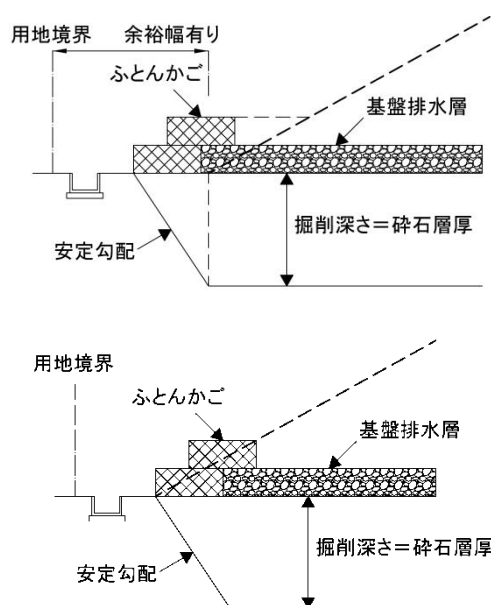 用地境界 余裕幅有り
ふとんかご
基盤排水層
掘削深さ＝砕石層厚
安定勾配
用地境界
ふとんかご
基盤排水層
掘削深さ＝砕石層厚
安定勾配